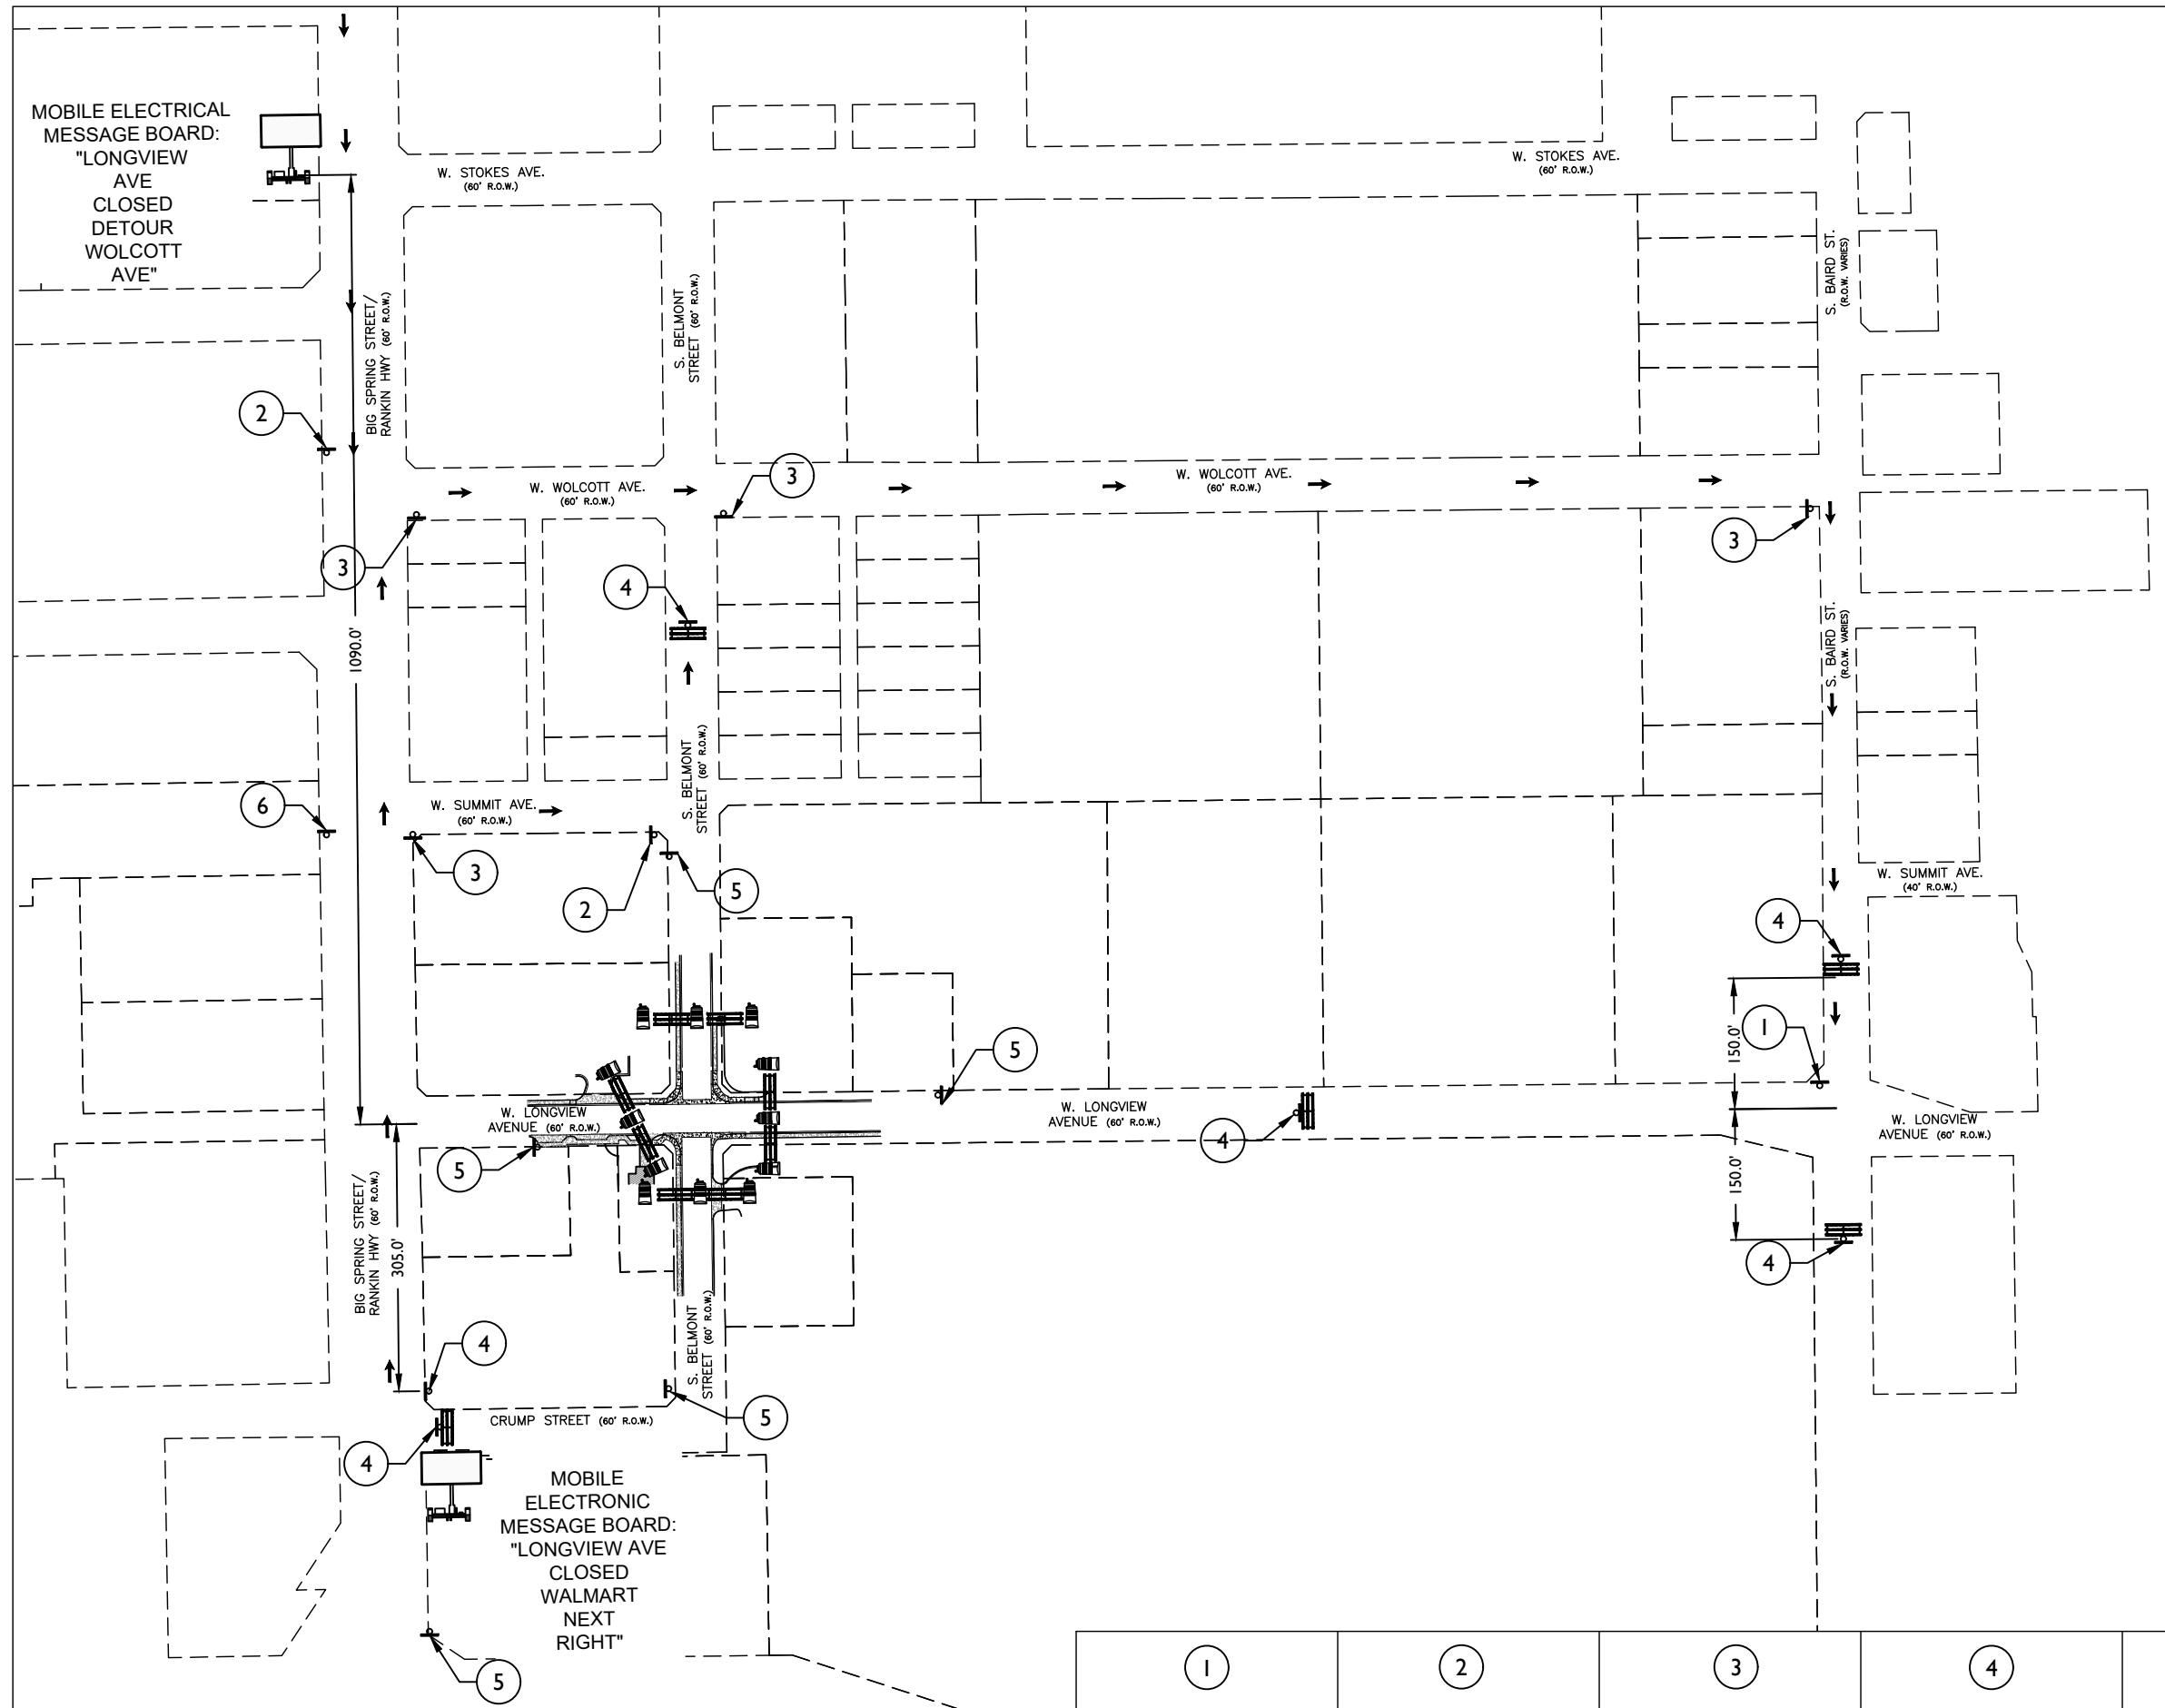 MOBILE ELECTRICAL
MESSAGE BOARD:
"LONGVIEW
AVE
CLOSED
DETOUR
WOLCOTT
AVE"
W. STOKES AVE.
(60' R.O.W.)
W. STOKES AVE.
(60' R.O.W.)
BIG SPRING STREET/
RANKIN HWY (60' R.O.W.)
S. BELMONT
STREET (60' R.O.W.)
S. BAIRD ST.
(R.O.W. VARIES)
2
W. WOLCOTT AVE.
(60' R.O.W.)
3
W. WOLCOTT AVE.
(60' R.O.W.)
3
3
4
1090.0'
S. BAIRD ST.
(R.O.W. VARIES)
S. BELMONT
STREET (60' R.O.W.)
6
W. SUMMIT AVE.
(60' R.O.W.)
3
2
5
W. SUMMIT AVE.
(40' R.O.W.)
4
150.0'
1
5
W. LONGVIEW
AVENUE (60' R.O.W.)
W. LONGVIEW
AVENUE (60' R.O.W.)
W. LONGVIEW
AVENUE (60' R.O.W.)
4
5
150.0'
BIG SPRING STREET/
RANKIN HWY (60' R.O.W.)
305.0'
4
4
S. BELMONT
STREET (60' R.O.W.)
5
CRUMP STREET (60' R.O.W.)
4
MOBILE
ELECTRONIC
MESSAGE BOARD:
"LONGVIEW AVE
CLOSED
WALMART
NEXT
RIGHT"
5
1
2
3
4